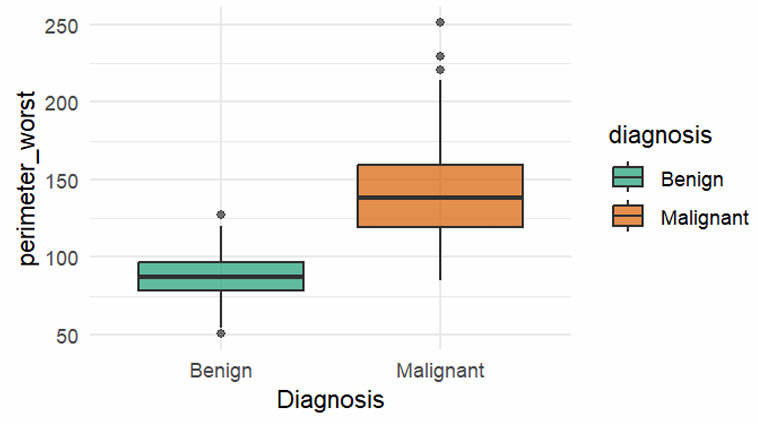 perimeter_worst
250
200
150
100
50
Benign
Malignant
Diagnosis
diagnosis
Benign
Malignant